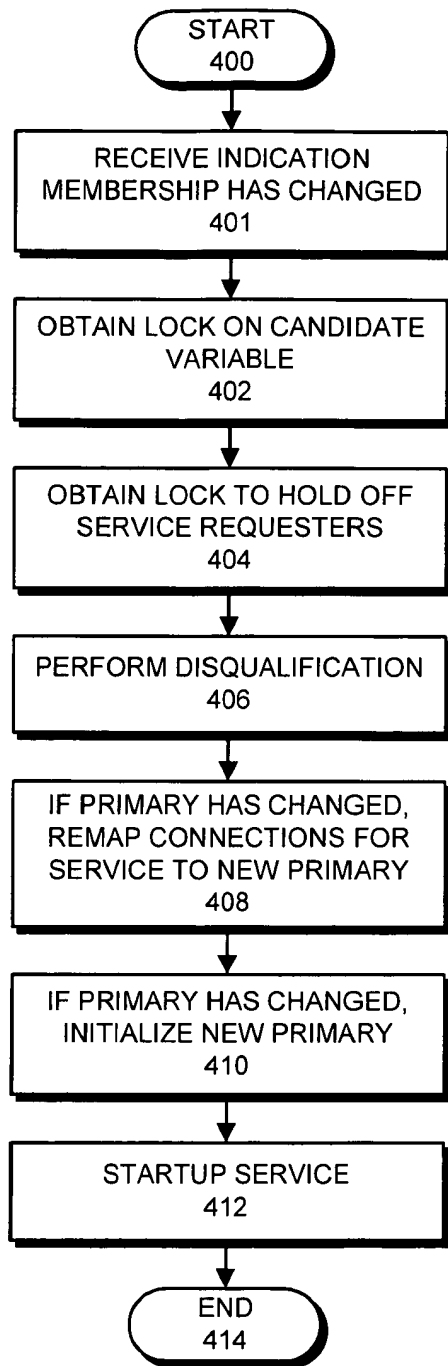 START
400
RECEIVE INDICATION
MEMBERSHIP HAS CHANGED
401
OBTAIN LOCK ON CANDIDATE
VARIABLE
402
OBTAIN LOCK TO HOLD OFF
SERVICE REQUESTERS
404
PERFORM DISQUALIFICATION
406
IF PRIMARY HAS CHANGED,
REMAP CONNECTIONS FOR
SERVICE TO NEW PRIMARY
408
IF PRIMARY HAS CHANGED,
INITIALIZE NEW PRIMARY
410
STARTUP SERVICE
412
END
414